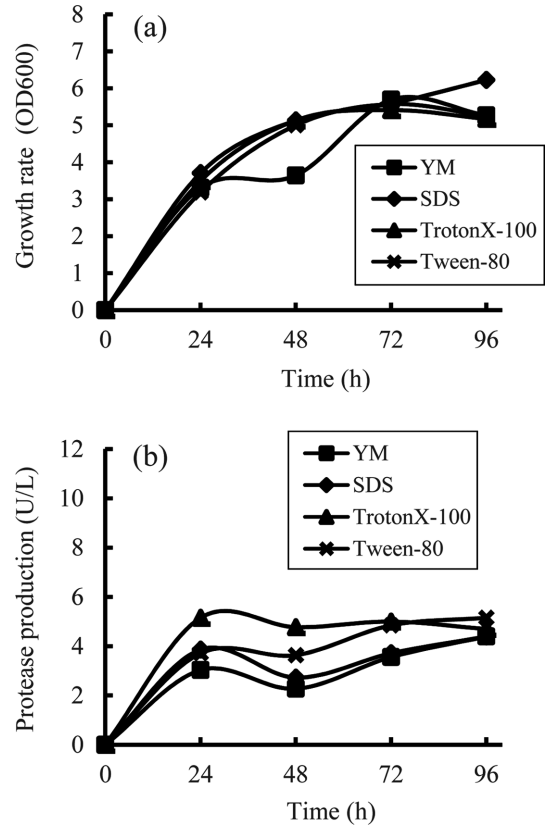 (a)
Growth rate (OD600)
8
7
6
5
4
3
2
1
0
YM
SDS
TrotonX-100
Tween-80
0 24 48 72 96
Time (h)
(b)
Protease production (U/L)
12
10
8
6
4
2
0
YM
SDS
TrotonX-100
Tween-80
0 24 48 72 96
Time (h)